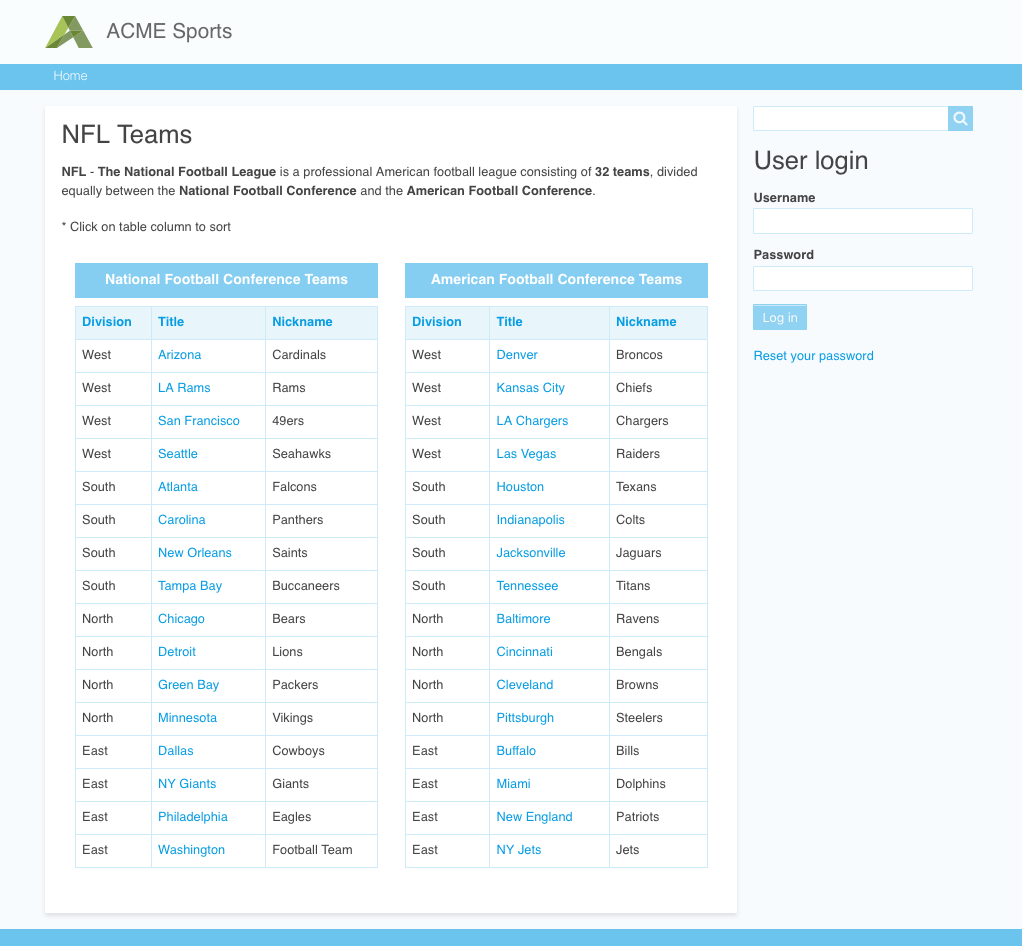 ACME Sports
Home
NFL Teams
NFL - The National Football League is a professional American football league consisting of 32 teams, divided
equally between the National Football Conference and the American Football Conference.
* Click on table column to sort
National Football Conference Teams
Division Title Nickname
West Arizona Cardinals
West LA Rams Rams
West San Francisco 49ers
West Seattle Seahawks
South Atlanta Falcons
South Carolina Panthers
South New Orleans Saints
South Tampa Bay Buccaneers
North Chicago Bears
North Detroit Lions
North Green Bay Packers
North Minnesota Vikings
East Dallas Cowboys
East NY Giants Giants
East Philadelphia Eagles
East Washington Football Team
American Football Conference Teams
Division Title Nickname
West Denver Broncos
West Kansas City Chiefs
West LA Chargers Chargers
West Las Vegas Raiders
South Houston Texans
South Indianapolis Colts
South Jacksonville Jaguars
South Tennessee Titans
North Baltimore Ravens
North Cincinnati Bengals
North Cleveland Browns
North Pittsburgh Steelers
East Buffalo Bills
East Miami Dolphins
East New England Patriots
East NY Jets Jets
User login
Username
Password
Log in
Reset your password